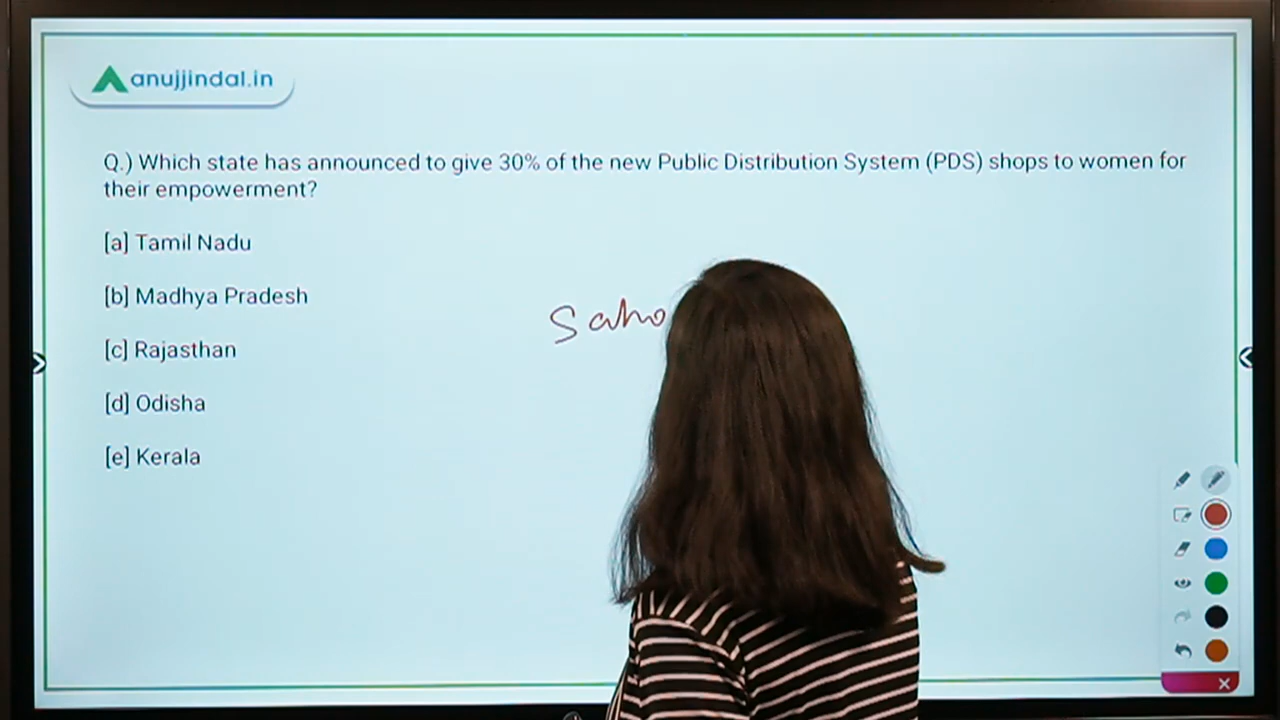 anujjindal.in
Q.) Which state has announced to give 30% of the new Public Distribution System (PDS) shops to women for
their empowerment?
[a] Tamil Nadu
[b] Madhya Pradesh
[c] Rajasthan
[d] Odisha
[e] Kerala